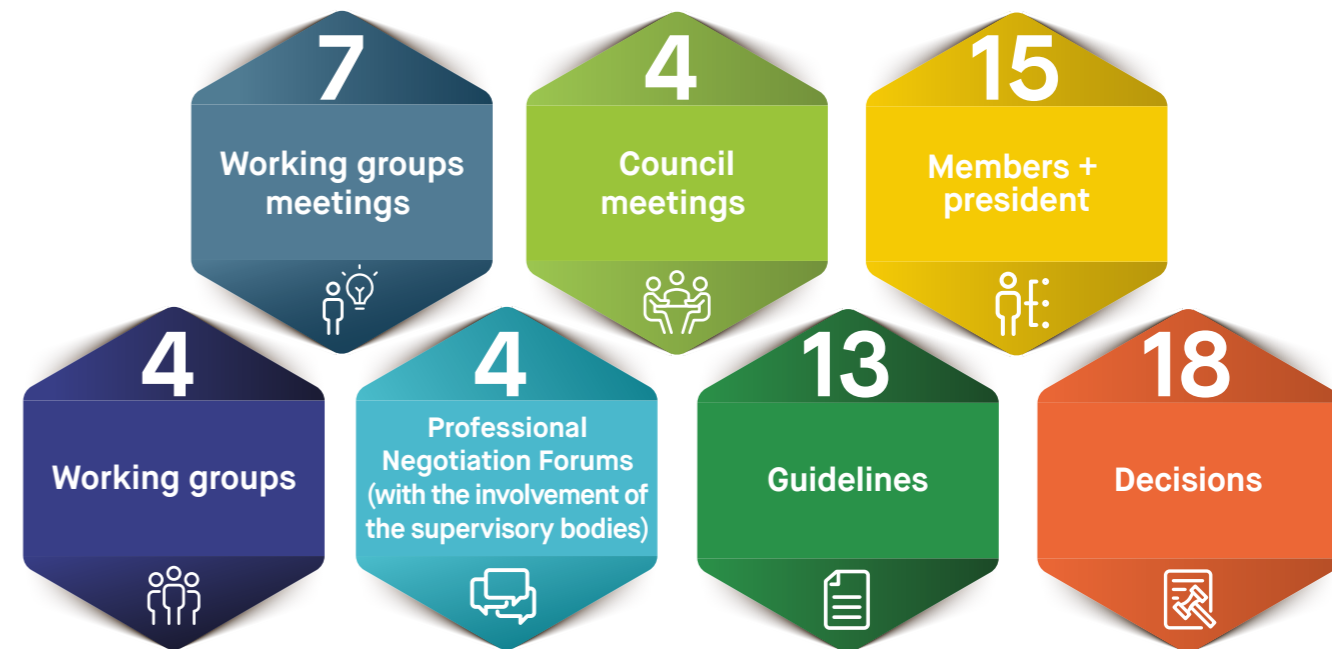 7
Working groups
meetings
4
Council
meetings
15
Members +
president
4
Working groups
4
Professional
Negotiation Forums
(with the involvement of
the supervisory bodies)
13
Guidelines
18
Decisions